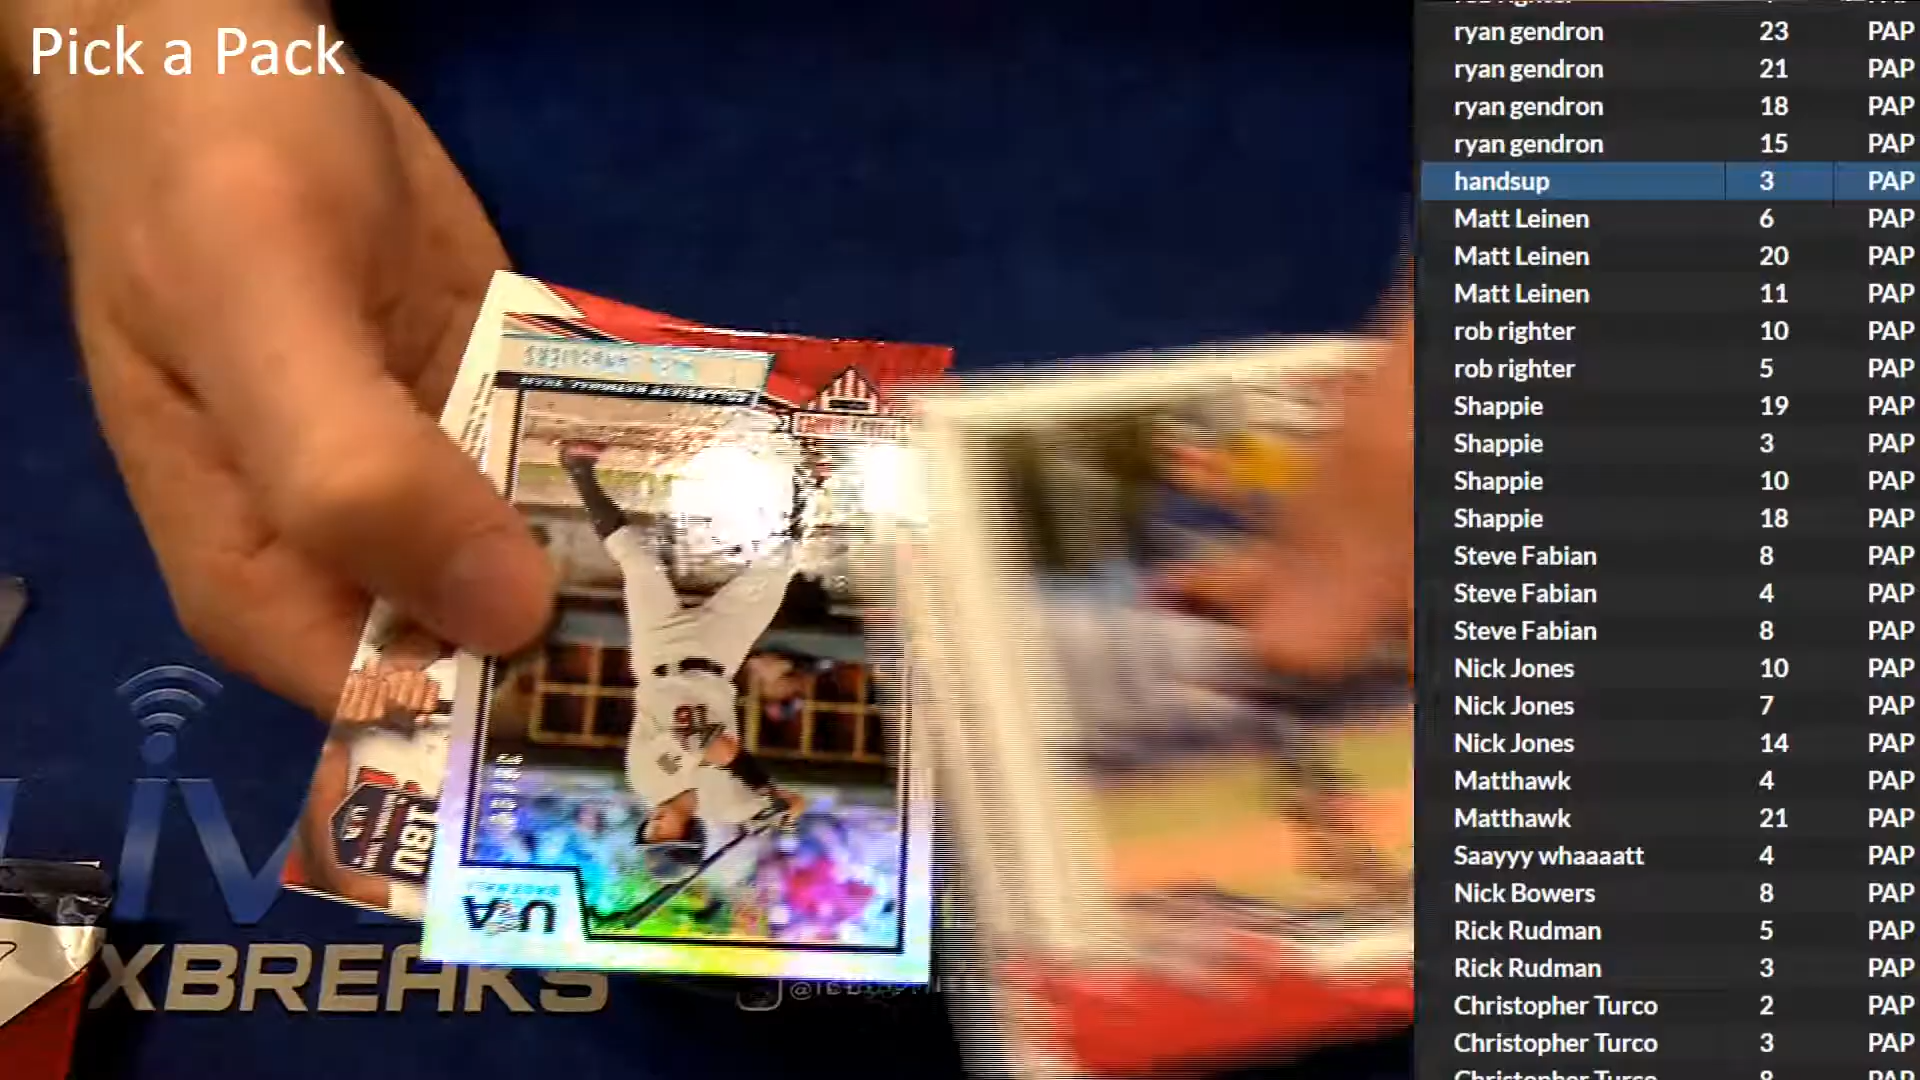 Pick a Pack
ryan gendron 23 PAP
ryan gendron 21 PAP
ryan gendron 18 PAP
ryan gendron 15 PAP
handsup 3 PAP
Matt Leinen 6 PAP
Matt Leinen 20 PAP
Matt Leinen 11 PAP
rob righter 10 PAP
rob righter 5 PAP
Shappie 19 PAP
Shappie 3 PAP
Shappie 10 PAP
Shappie 18 PAP
Steve Fabian 8 PAP
Steve Fabian 4 PAP
Steve Fabian 8 PAP
Nick Jones 10 PAP
Nick Jones 7 PAP
Nick Jones 14 PAP
Matthawk 4 PAP
Matthawk 21 PAP
Saayyy whaaaatt 4 PAP
Nick Bowers 8 PAP
Rick Rudman 5 PAP
Rick Rudman 3 PAP
Christopher Turco 2 PAP
Christopher Turco 3 PAP
USA
BASEBALL
XBREAKS